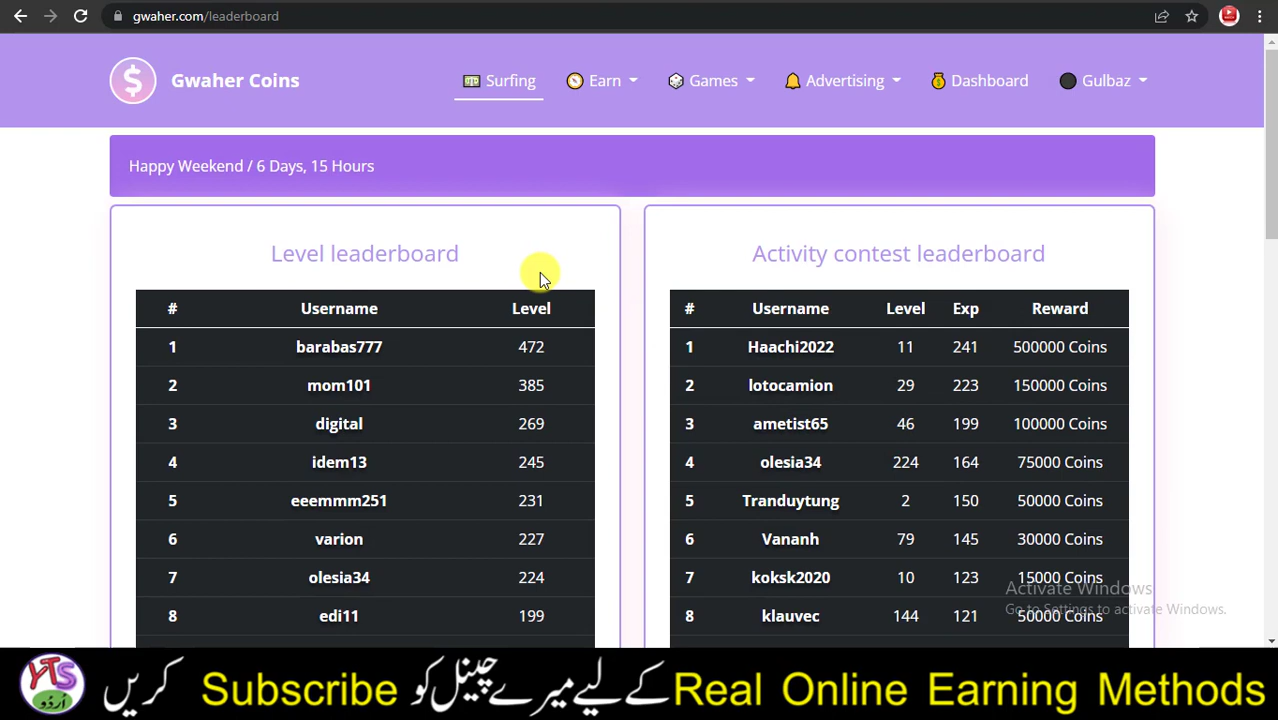 gwaher.com/leaderboard
Gwaher Coins
Surfing
Earn
Games
Advertising
Dashboard
Gulbaz
Happy Weekend / 6 Days, 15 Hours
Level leaderboard
# Username Level
1 barabas777 472
2 mom101 385
3 digital 269
4 idem13 245
5 eeemmm251 231
6 varion 227
7 olesia34 224
8 edi11 199
Activity contest leaderboard
# Username Level Exp Reward
1 Haachi2022 11 241 500000 Coins
2 lotocamion 29 223 150000 Coins
3 ametist65 46 199 100000 Coins
4 olesia34 224 164 75000 Coins
5 Tranduytung 2 150 50000 Coins
6 Vananh 79 145 30000 Coins
7 koksk2020 10 123 15000 Coins
8 klauvec 144 121 50000 Coins
Activate Windows
Go to Settings to activate Windows.
YTS
اُردُو
Real Online Earning Methods کے لیے میرے چینل کو Subscribe کریں